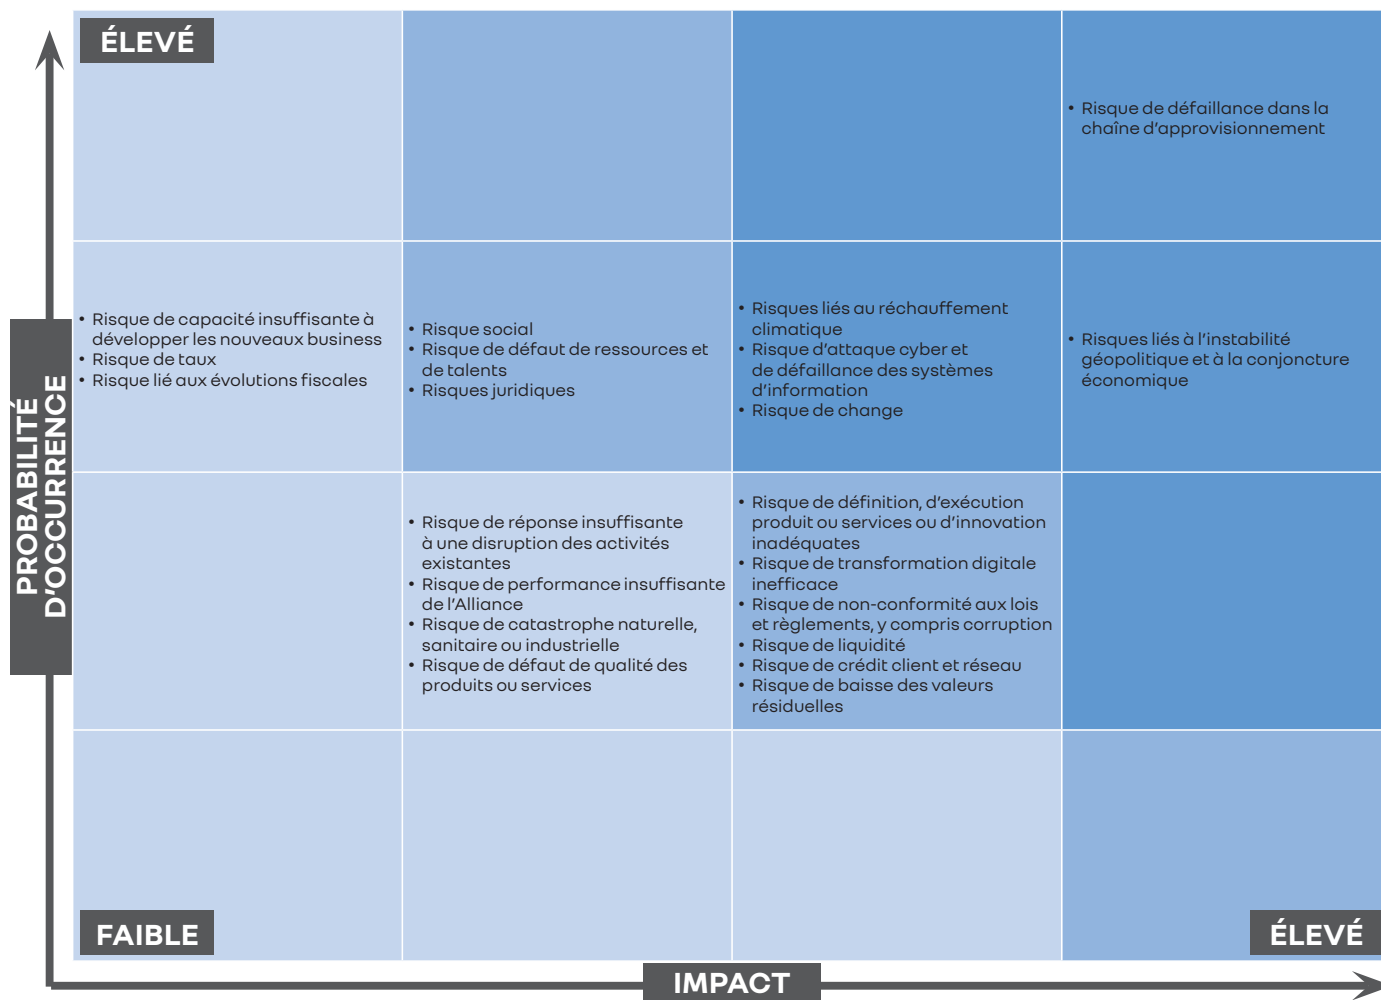 ÉLEVÉ
• Risque de défaillance dans la
chaîne d’approvisionnement
• Risque de capacité insuffisante à
développer les nouveaux business
• Risque de taux
• Risque lié aux évolutions fiscales
• Risque social
• Risque de défaut de ressources et
de talents
• Risques juridiques
• Risques liés au réchauffement
climatique
• Risque d’attaque cyber et
de défaillance des systèmes
d’information
• Risque de change
• Risques liés à l’instabilité
géopolitique et à la conjoncture
économique
PROBABILITÉ
D’OCCURRENCE
• Risque de réponse insuffisante
à une disruption des activités
existantes
• Risque de performance insuffisante
de l’Alliance
• Risque de catastrophe naturelle,
sanitaire ou industrielle
• Risque de défaut de qualité des
produits ou services
• Risque de définition, d’exécution
produit ou services ou d’innovation
inadéquates
• Risque de transformation digitale
inefficace
• Risque de non-conformité aux lois
et règlements, y compris corruption
• Risque de liquidité
• Risque de crédit client et réseau
• Risque de baisse des valeurs
résiduelles
FAIBLE
ÉLEVÉ
IMPACT